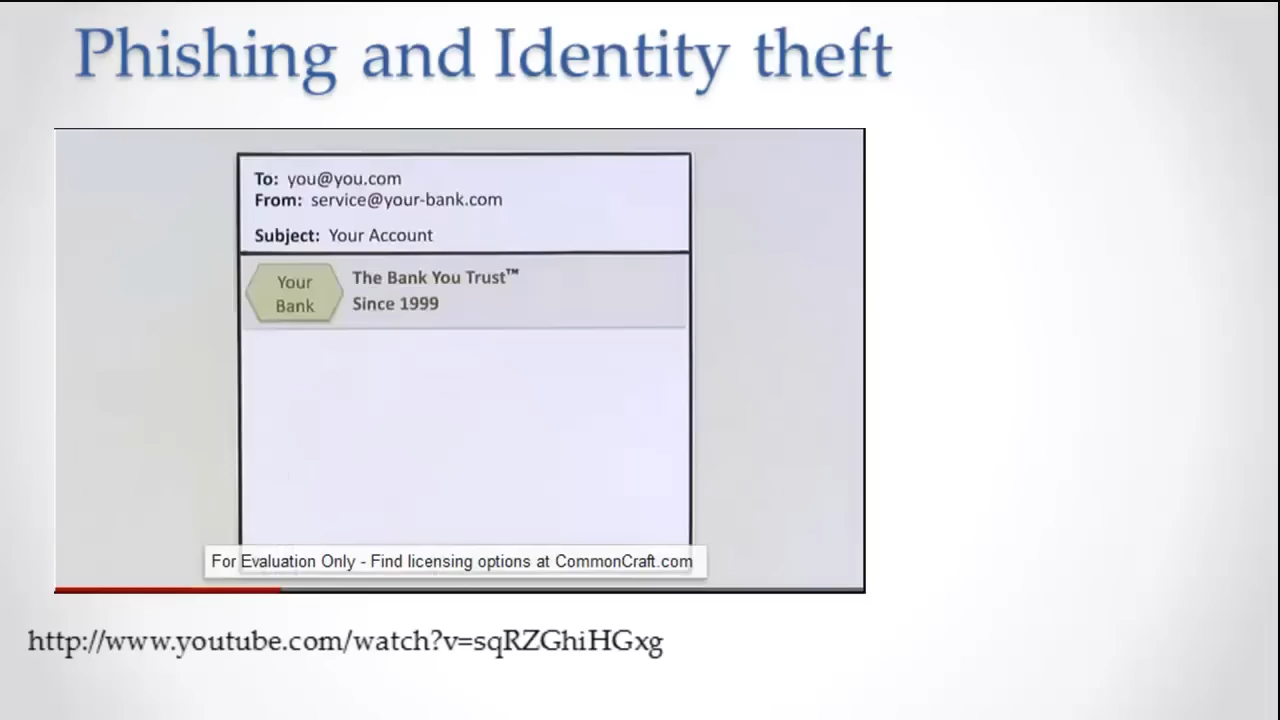 Phishing and Identity theft
To: you@you.com
From: service@your-bank.com
Subject: Your Account
Your
Bank
The Bank You Trust™
Since 1999
For Evaluation Only - Find licensing options at CommonCraft.com
http://www.youtube.com/watch?v=sqRZGhiHGxg